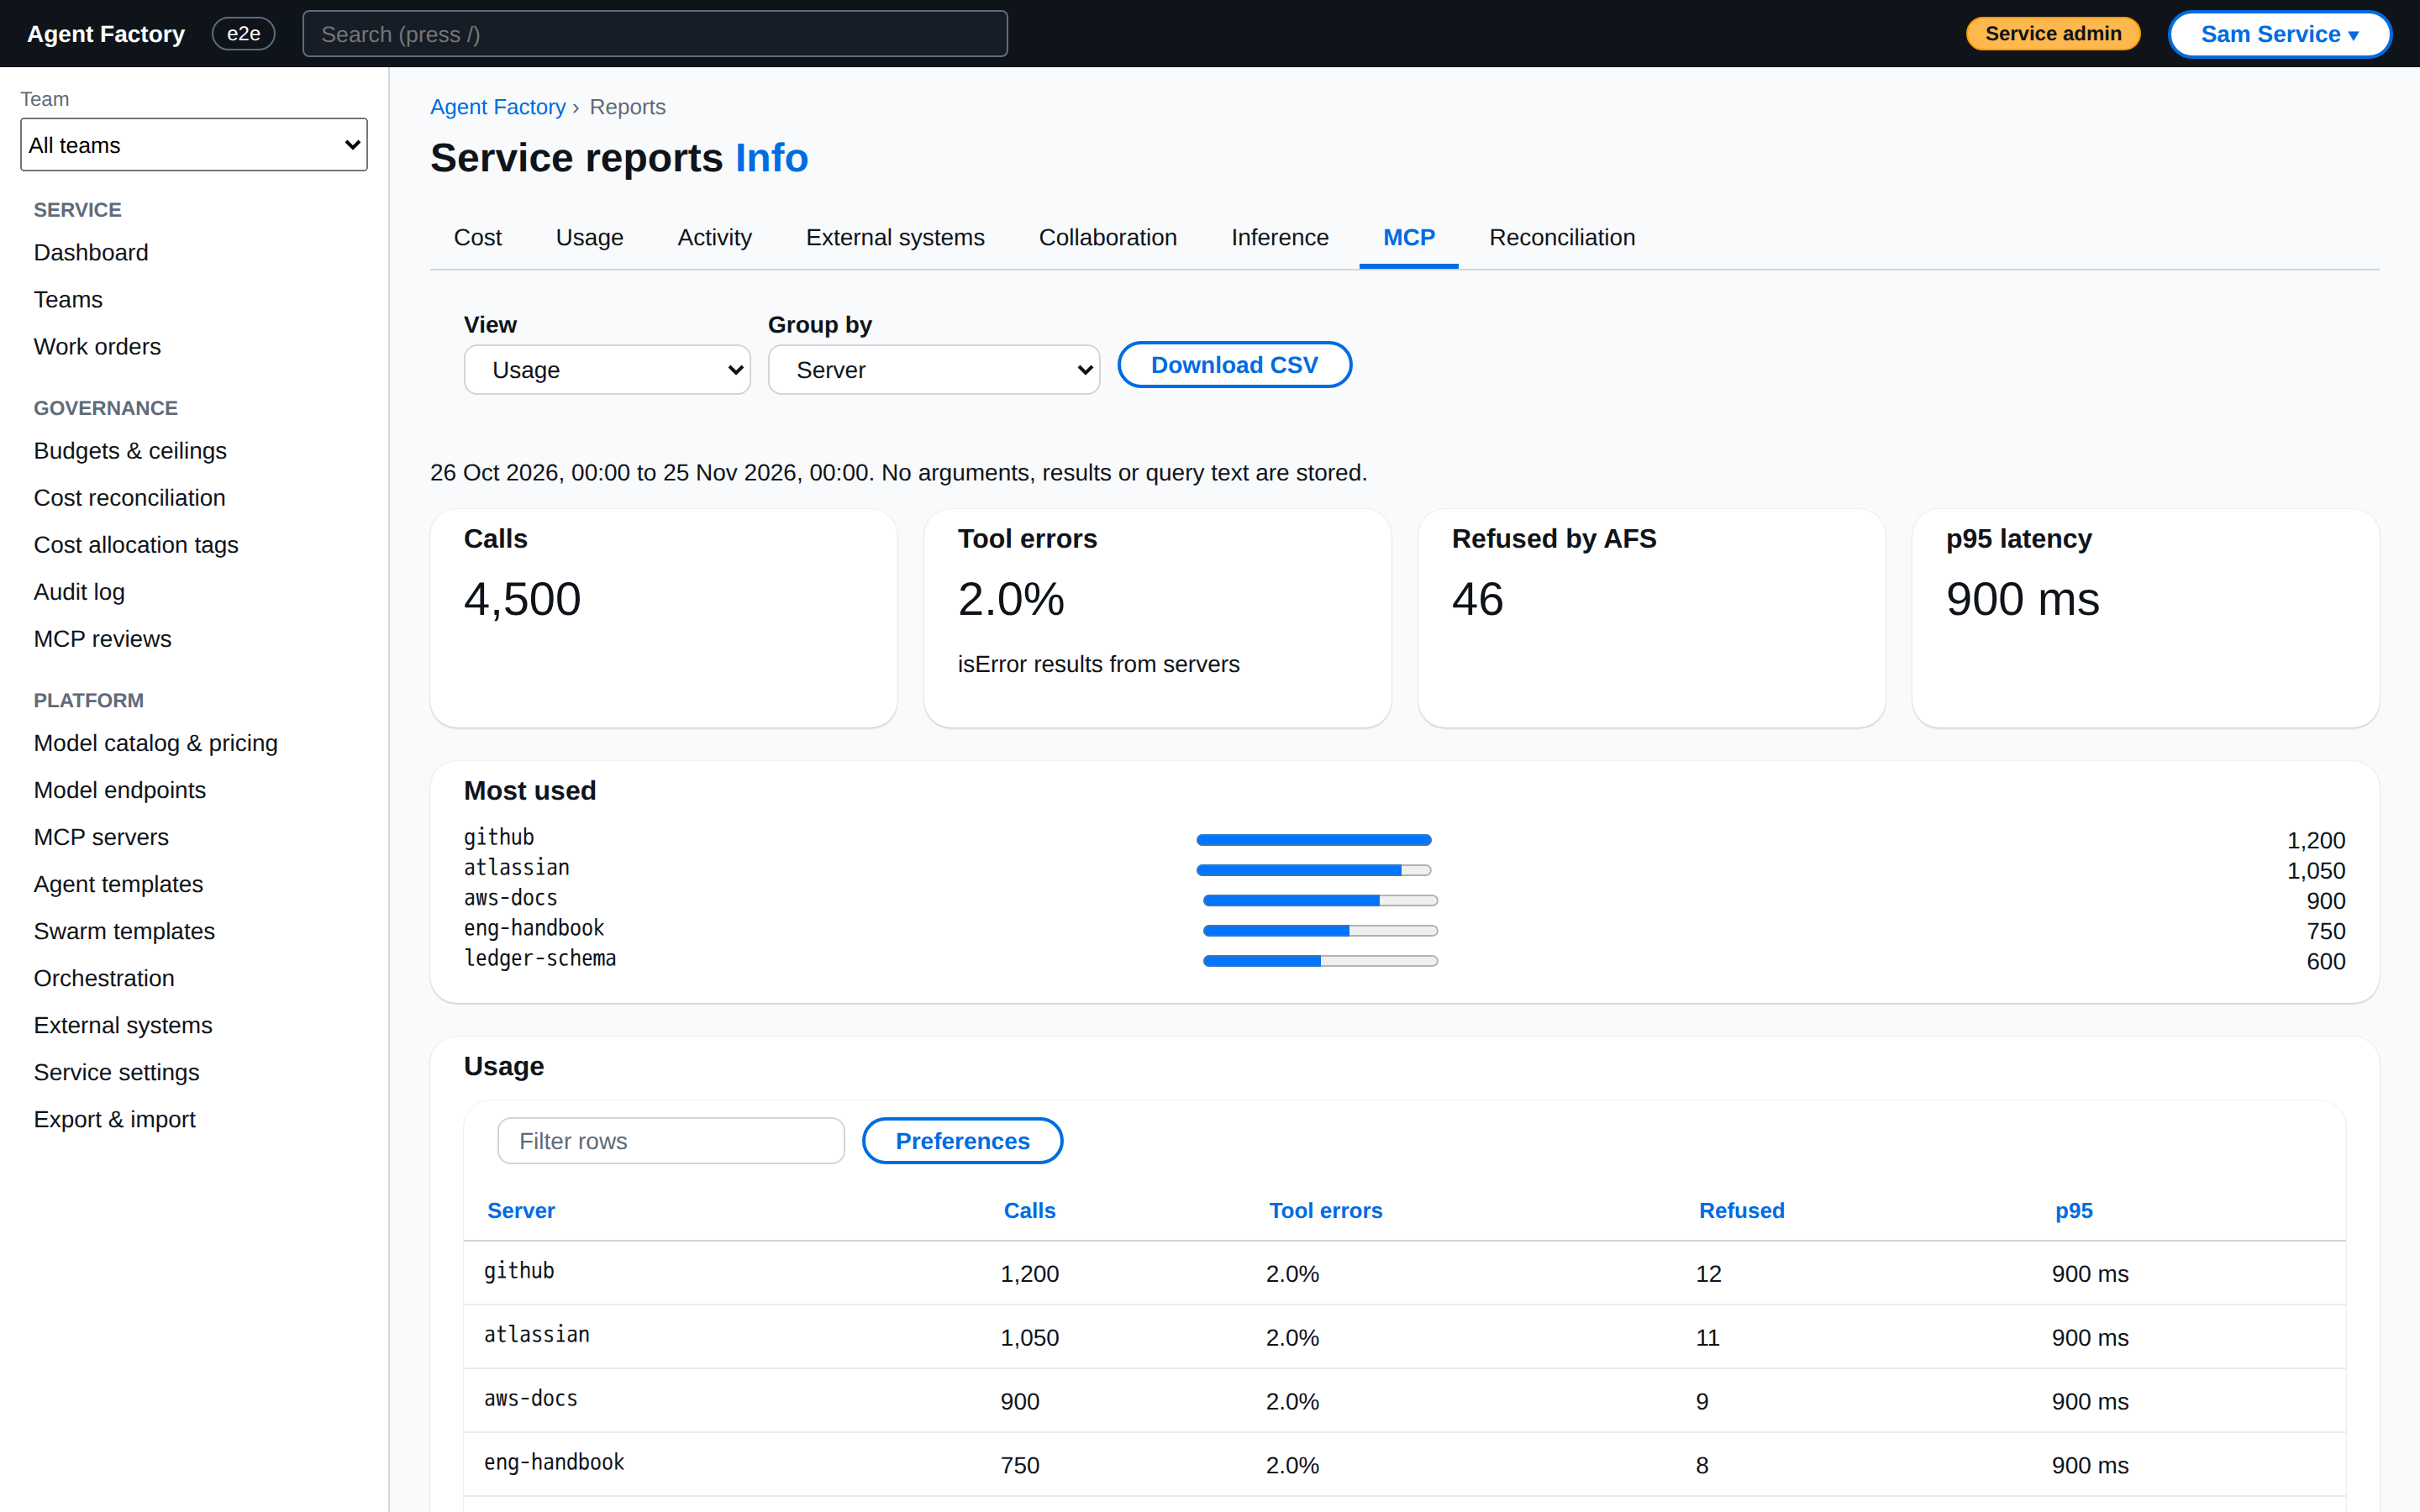 Agent Factory e2e Search (press /) Service admin Sam Service ▾
Team
All teams
SERVICE
Dashboard
Teams
Work orders
GOVERNANCE
Budgets & ceilings
Cost reconciliation
Cost allocation tags
Audit log
MCP reviews
PLATFORM
Model catalog & pricing
Model endpoints
MCP servers
Agent templates
Swarm templates
Orchestration
External systems
Service settings
Export & import
Agent Factory › Reports
Service reports Info
Cost Usage Activity External systems Collaboration Inference MCP Reconciliation
View Group by
Usage Server Download CSV
26 Oct 2026, 00:00 to 25 Nov 2026, 00:00. No arguments, results or query text are stored.
Calls Tool errors Refused by AFS p95 latency
4,500 2.0% 46 900 ms
isError results from servers
Most used
github 1,200
atlassian 1,050
aws-docs 900
eng-handbook 750
ledger-schema 600
Usage
Filter rows Preferences
Server Calls Tool errors Refused p95
github 1,200 2.0% 12 900 ms
atlassian 1,050 2.0% 11 900 ms
aws-docs 900 2.0% 9 900 ms
eng-handbook 750 2.0% 8 900 ms